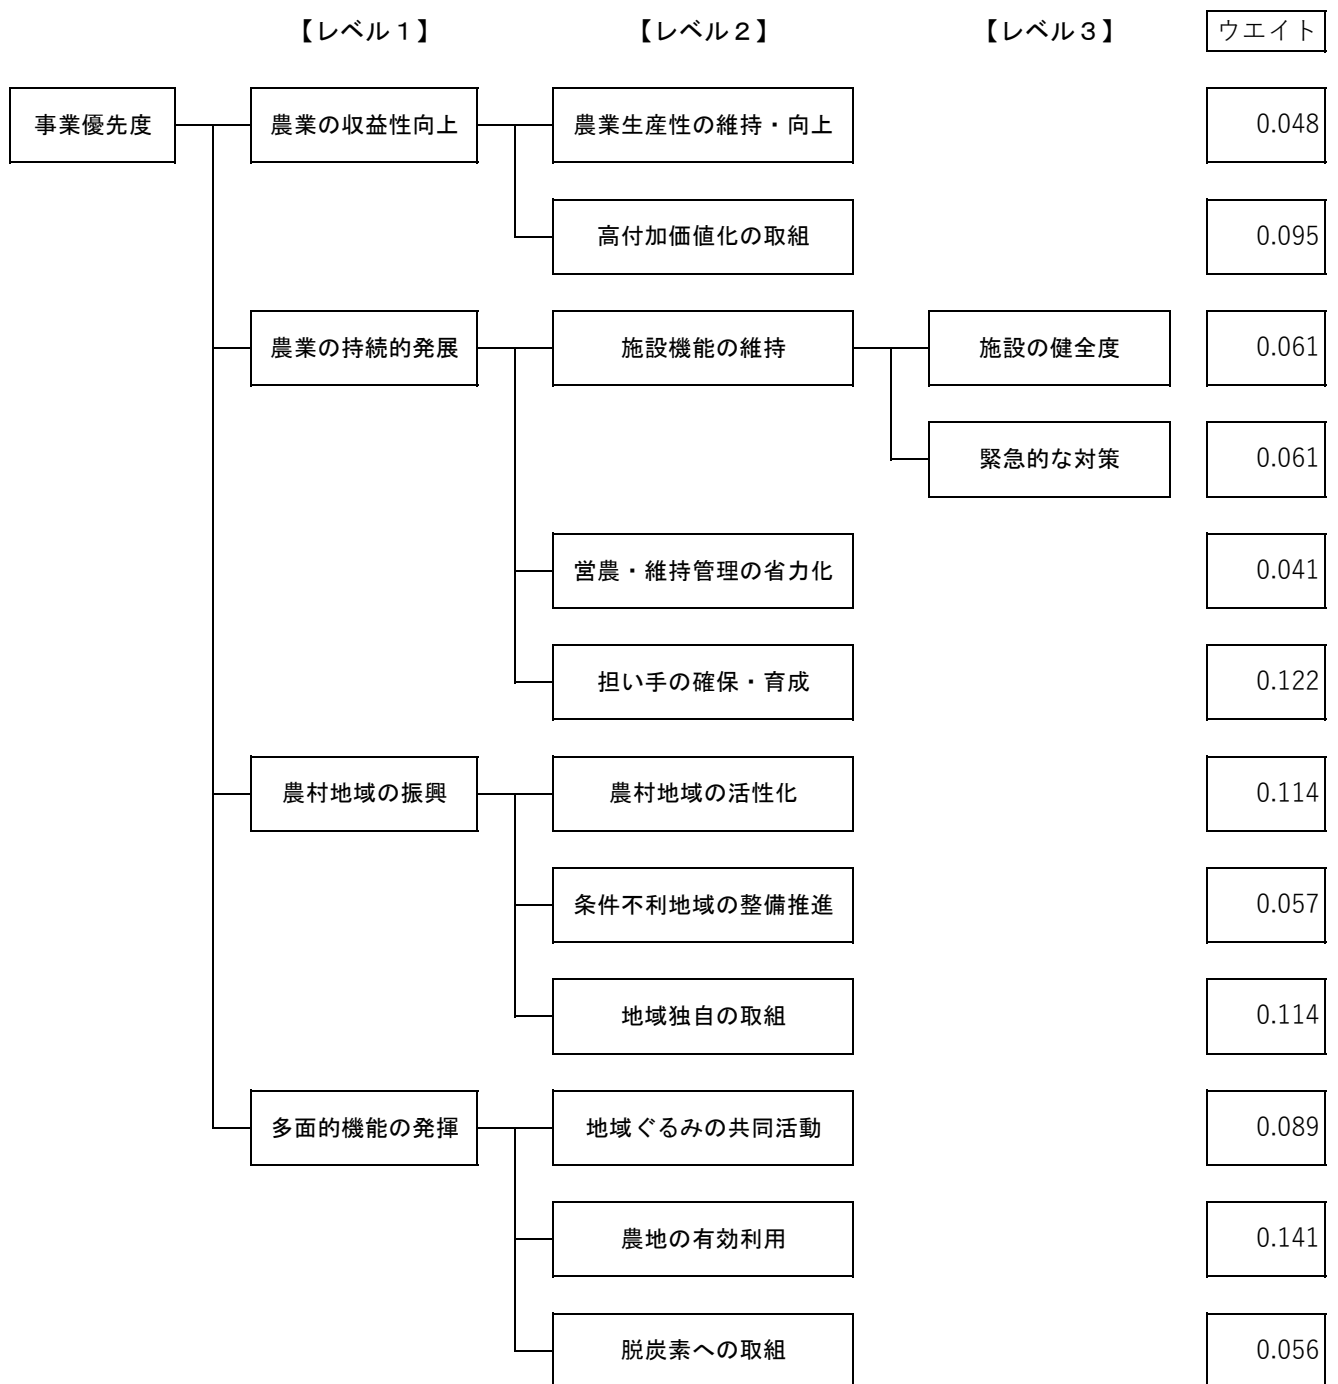 【レベル１】 【レベル２】 【レベル３】 ウエイト
事業優先度 農業の収益性向上 農業生産性の維持・向上 0.048
高付加価値化の取組 0.095
農業の持続的発展 施設機能の維持 施設の健全度 0.061
緊急的な対策 0.061
営農・維持管理の省力化 0.041
担い手の確保・育成 0.122
農村地域の振興 農村地域の活性化 0.114
条件不利地域の整備推進 0.057
地域独自の取組 0.114
多面的機能の発揮 地域ぐるみの共同活動 0.089
農地の有効利用 0.141
脱炭素への取組 0.056